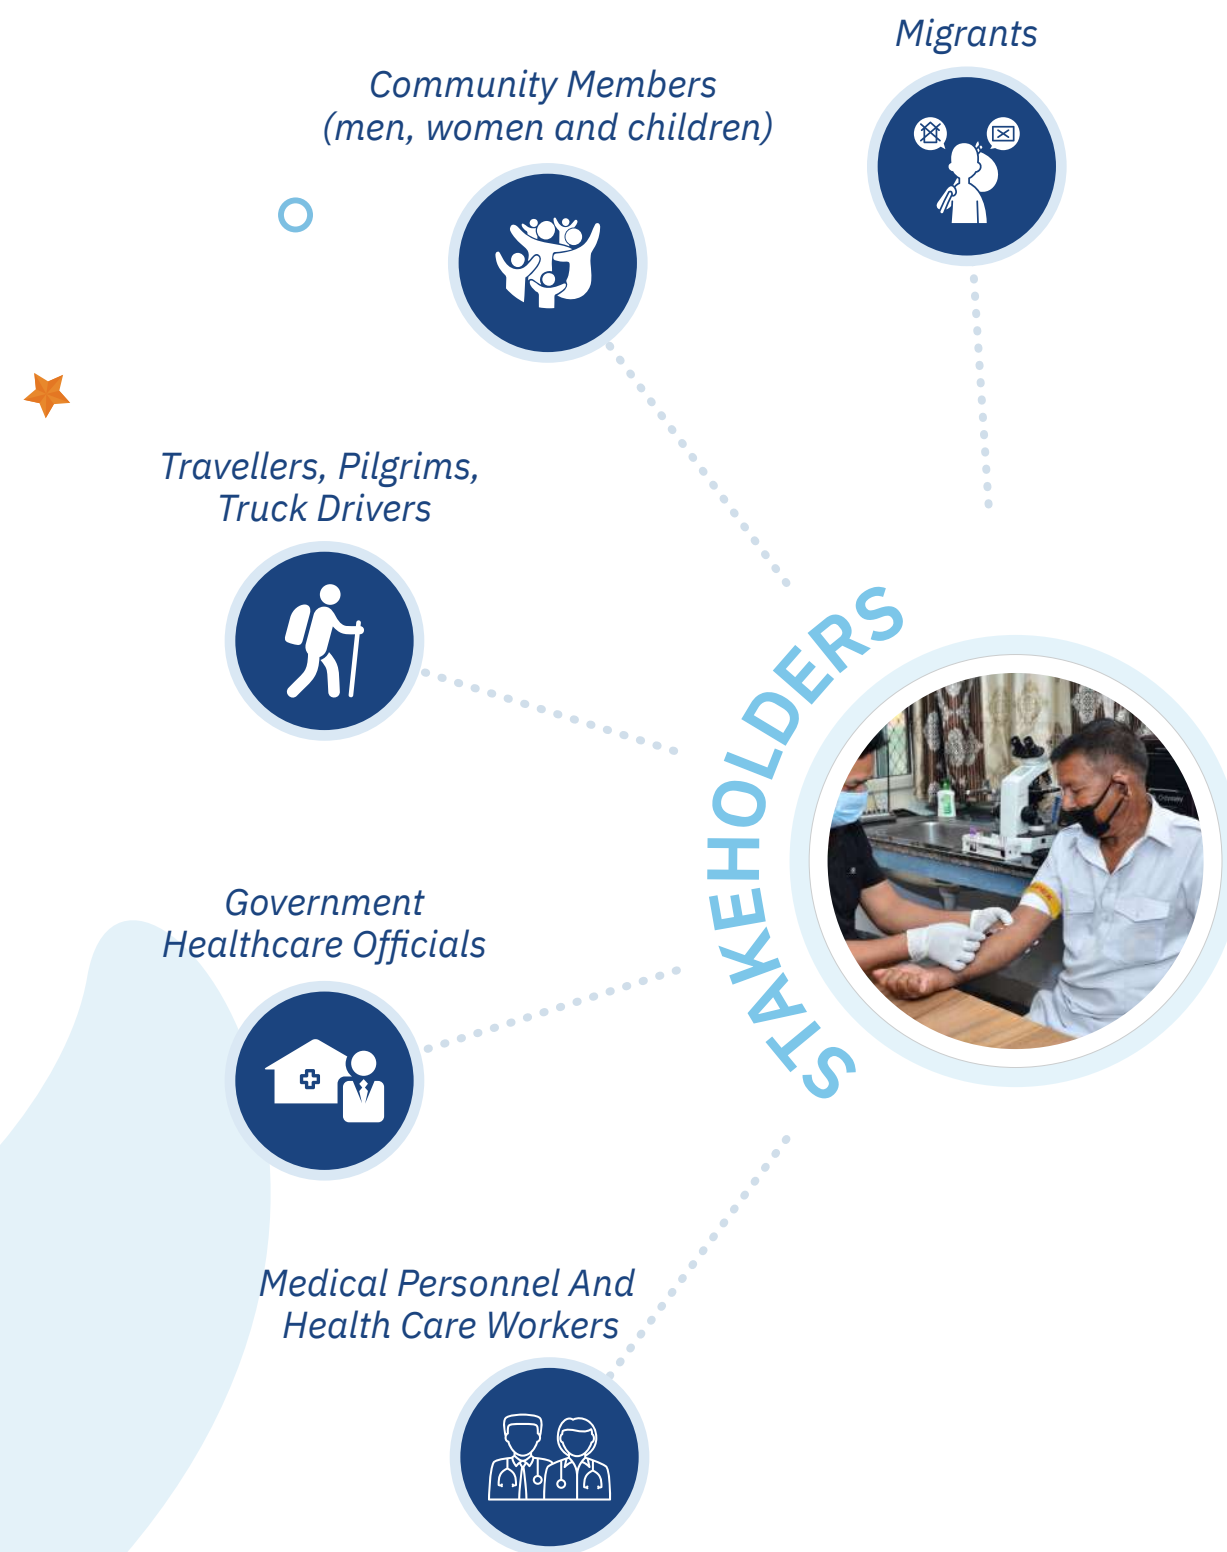 Migrants
Community Members
(men, women and children)
Travellers, Pilgrims,
Truck Drivers
STAKEHOLDERS
Government
Healthcare Officials
Medical Personnel And
Health Care Workers